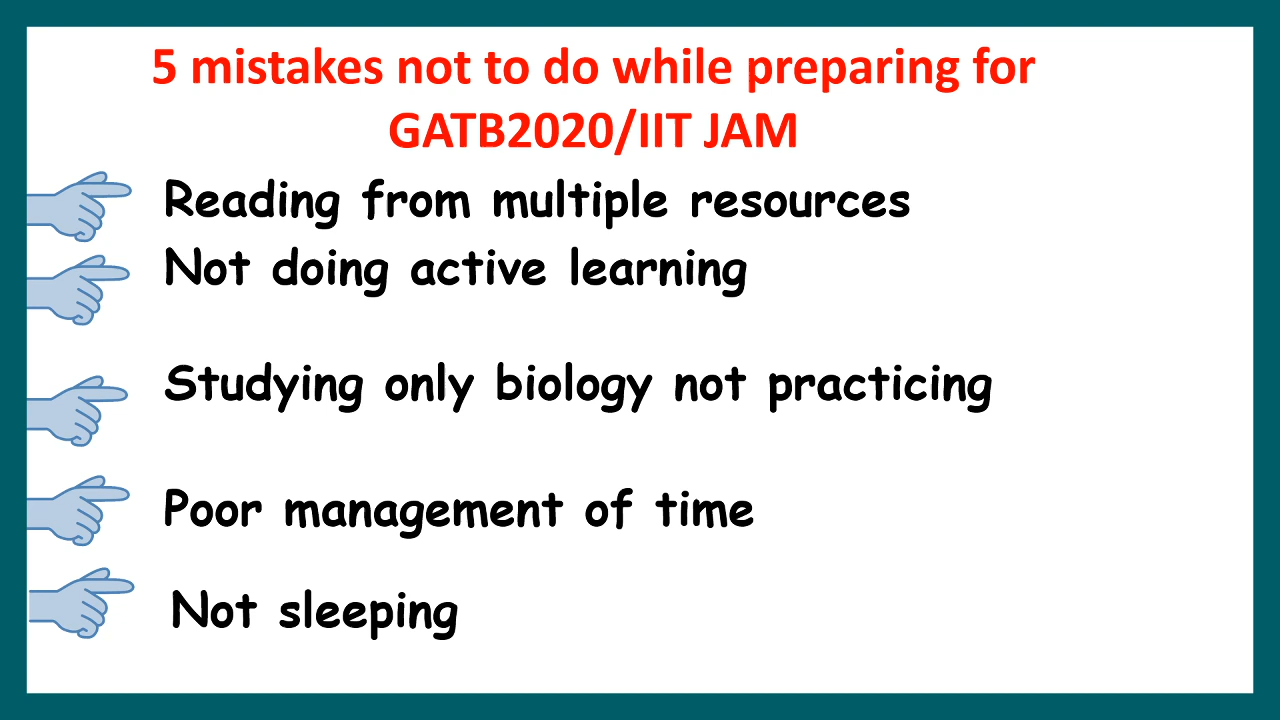 5 mistakes not to do while preparing for
GATB2020/IIT JAM
Reading from multiple resources
Not doing active learning
Studying only biology not practicing
Poor management of time
Not sleeping